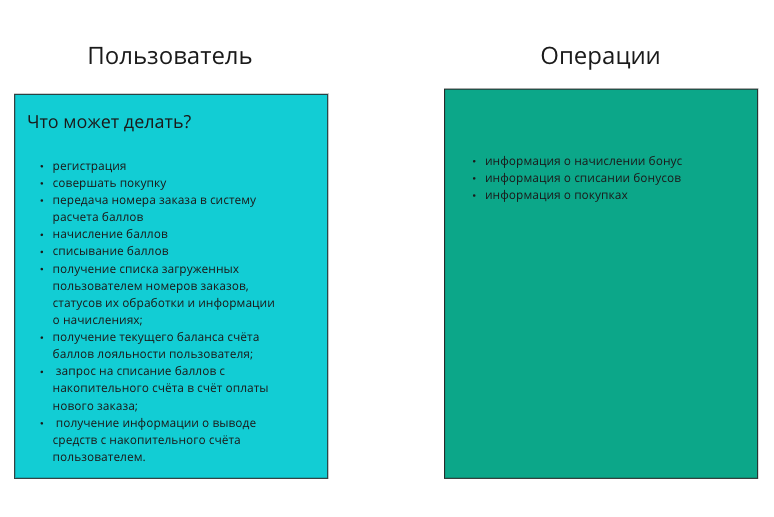 Пользователь
Что может делать?
• регистрация
• совершать покупку
• передача номера заказа в систему
расчета баллов
• начисление баллов
• списывание баллов
• получение списка загруженных
пользователем номеров заказов,
статусов их обработки и информации
о начислениях;
• получение текущего баланса счёта
баллов лояльности пользователя;
• запрос на списание баллов с
накопительного счёта в счёт оплаты
нового заказа;
• получение информации о выводе
средств с накопительного счёта
пользователем.
Операции
• информация о начислении бонус
• информация о списании бонусов
• информация о покупках